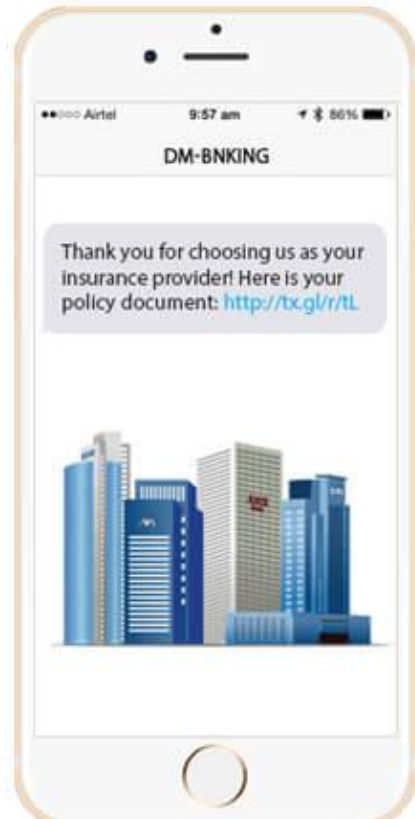 Airtel
9:57 am
86%
DM-BNKING
Thank you for choosing us as your
insurance provider! Here is your
policy document: http://tx.gl/r/tL